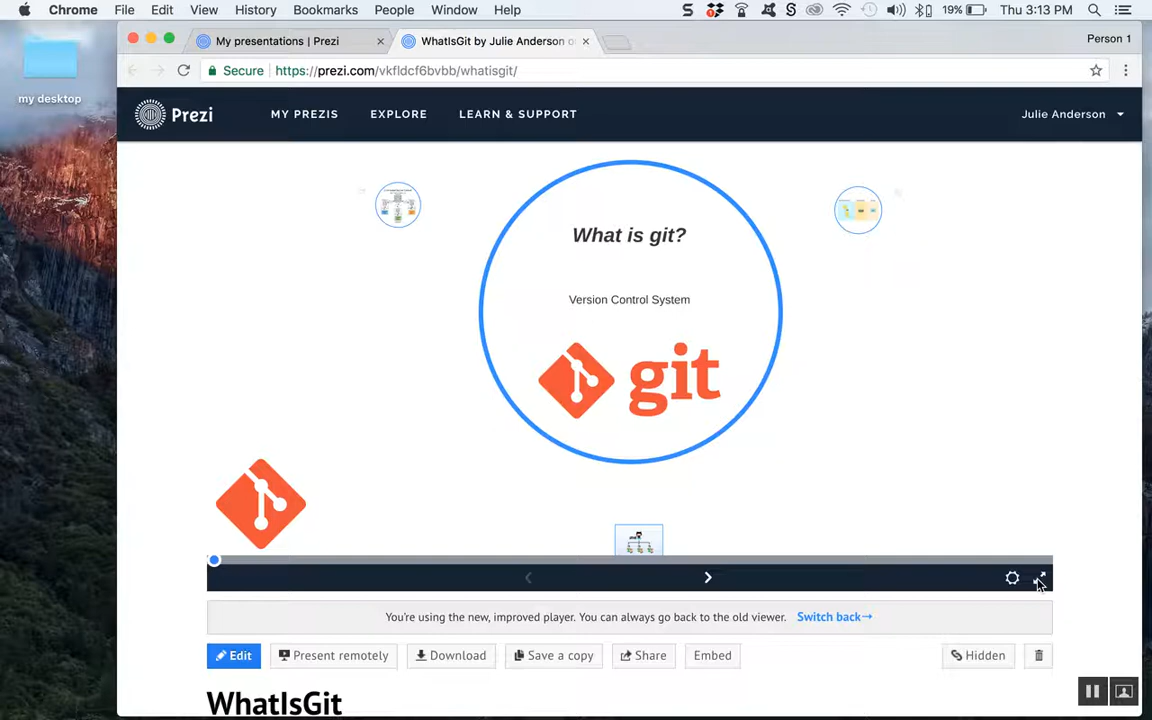 Chrome File Edit View History Bookmarks People Window Help 19% Thu 3:13 PM
my desktop
My presentations | Prezi
WhatIsGit by Julie Anderson o
Person 1
Secure https://prezi.com/vkfldcf6bvbb/whatisgit/
Prezi MY PREZIS EXPLORE LEARN & SUPPORT Julie Anderson
What is git?
Version Control System
git
You're using the new, improved player. You can always go back to the old viewer. Switch back→
Edit Present remotely Download Save a copy Share Embed Hidden
WhatIsGit